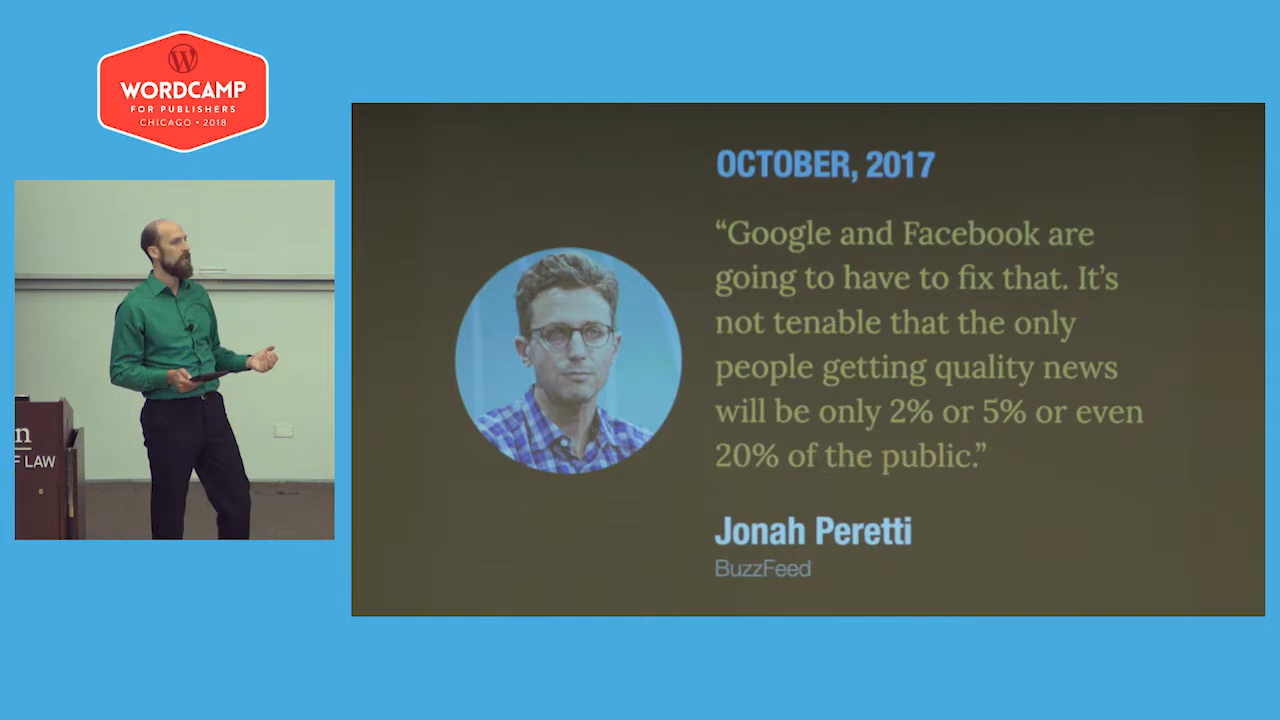 WORDCAMP
FOR PUBLISHERS
CHICAGO • 2018
n
F LAW
OCTOBER, 2017
“Google and Facebook are
going to have to fix that. It’s
not tenable that the only
people getting quality news
will be only 2% or 5% or even
20% of the public.”
Jonah Peretti
BuzzFeed